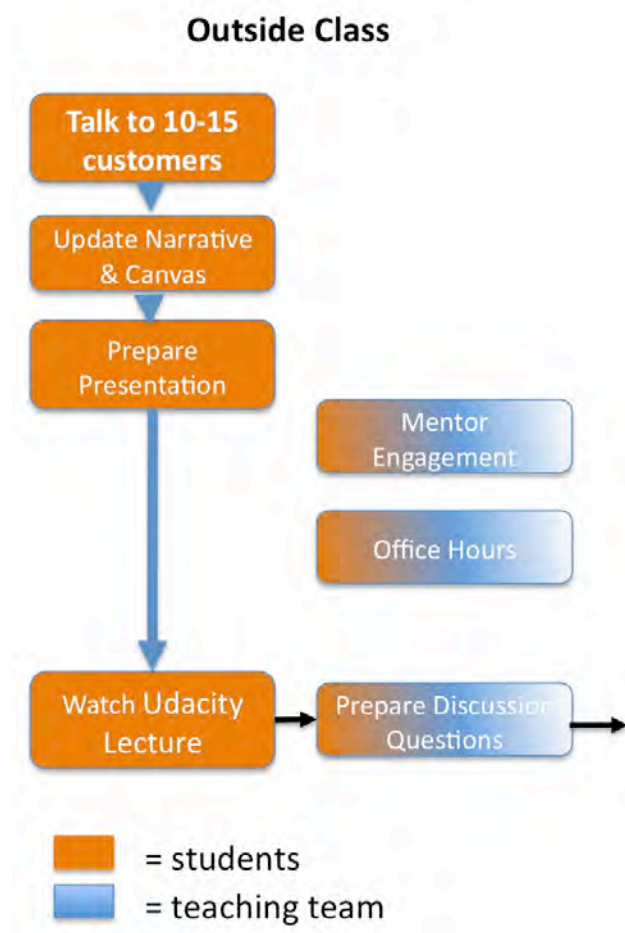 Outside Class
Talk to 10-15
customers
Update Narrative
& Canvas
Prepare
Presentation
Mentor
Engagement
Office Hours
Watch Udacity
Lecture
Prepare Discussion
Questions
= students
= teaching team